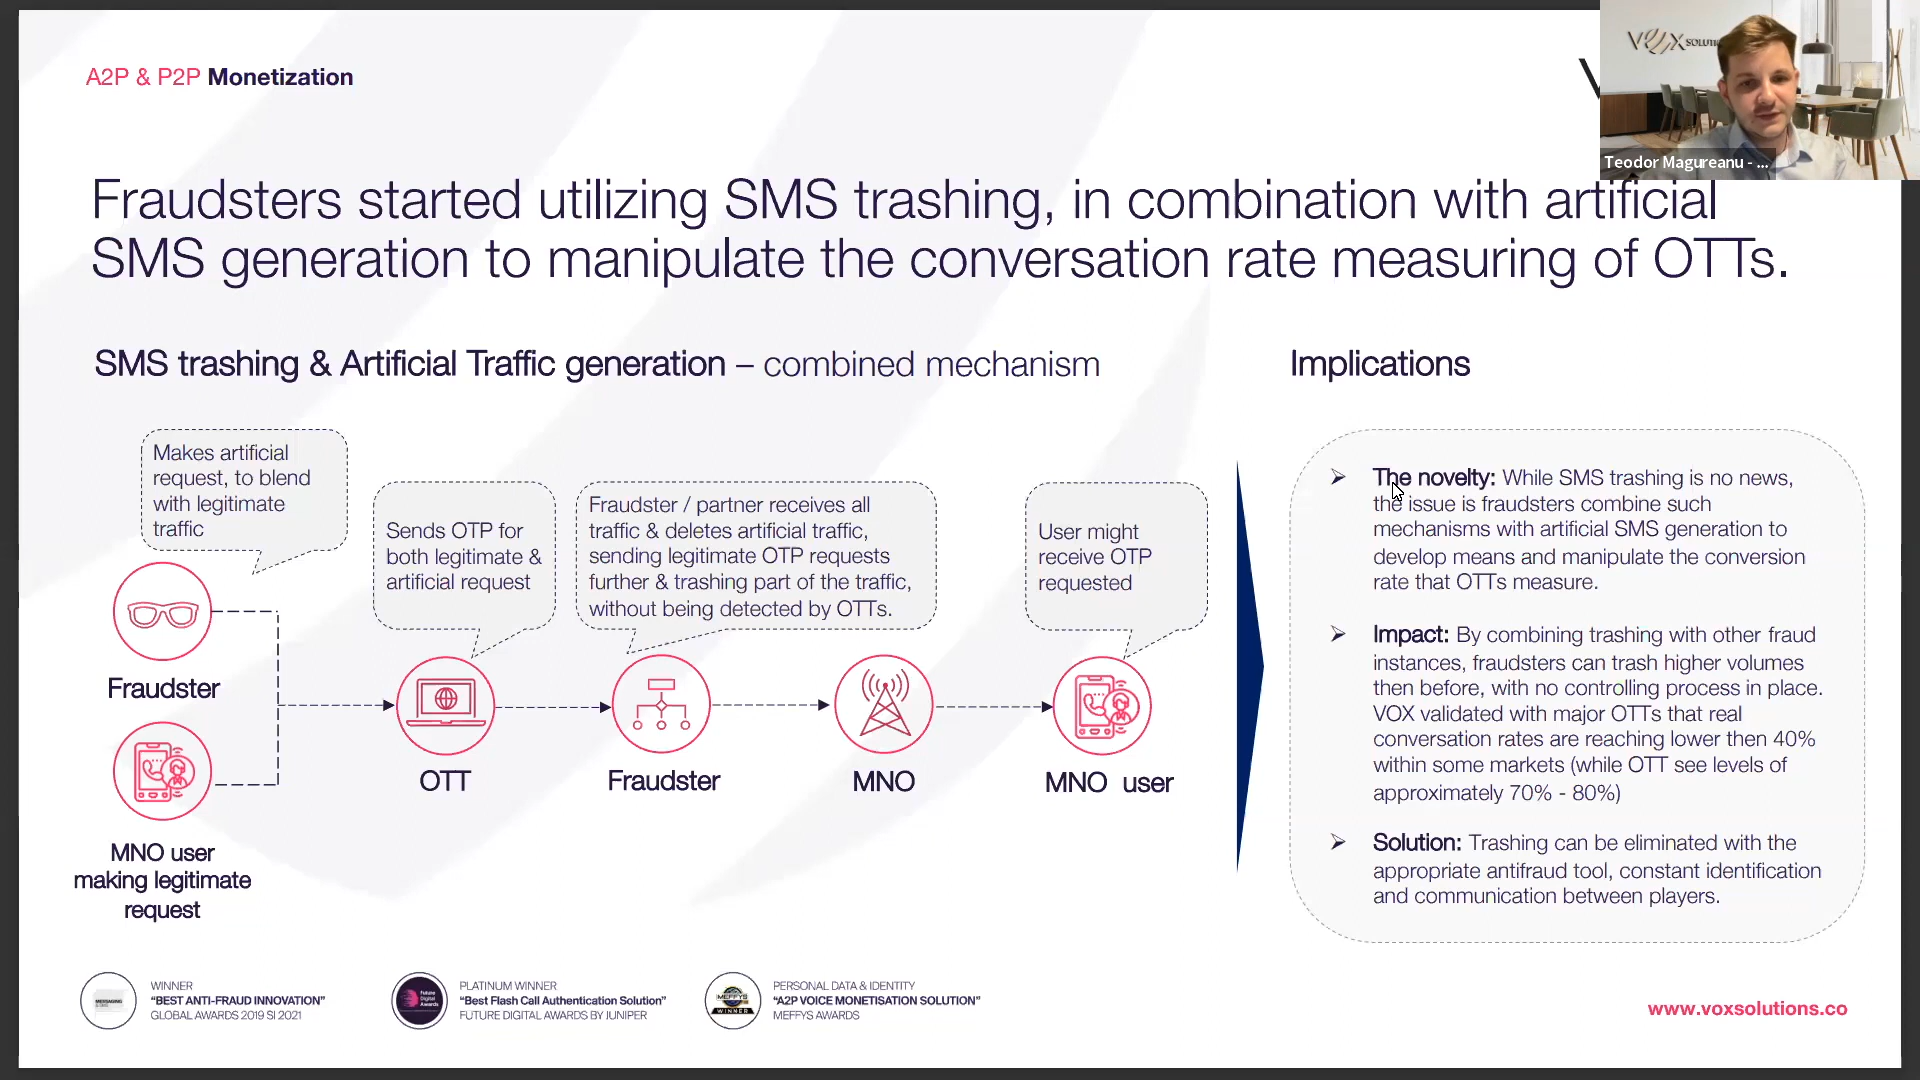 A2P & P2P Monetization
Teodor Magureanu - ...
Fraudsters started utilizing SMS trashing, in combination with artificial
SMS generation to manipulate the conversation rate measuring of OTTs.
SMS trashing & Artificial Traffic generation – combined mechanism
Makes artificial
request, to blend
with legitimate
traffic
Sends OTP for
both legitimate &
artificial request
Fraudster / partner receives all
traffic & deletes artificial traffic,
sending legitimate OTP requests
further & trashing part of the traffic,
without being detected by OTTs.
User might
receive OTP
requested
Fraudster
OTT
Fraudster
MNO
MNO user
MNO user
making legitimate
request
Implications
The novelty: While SMS trashing is no news,
the issue is fraudsters combine such
mechanisms with artificial SMS generation to
develop means and manipulate the conversion
rate that OTTs measure.
Impact: By combining trashing with other fraud
instances, fraudsters can trash higher volumes
then before, with no controlling process in place.
VOX validated with major OTTs that real
conversation rates are reaching lower then 40%
within some markets (while OTT see levels of
approximately 70% - 80%)
Solution: Trashing can be eliminated with the
appropriate antifraud tool, constant identification
and communication between players.
WINNER
"BEST ANTI-FRAUD INNOVATION"
GLOBAL AWARDS 2019 SI 2021
Future
Digital
Awards
PLATINUM WINNER
"Best Flash Call Authentication Solution"
FUTURE DIGITAL AWARDS BY JUNIPER
MEFFYS
WINNER
PERSONAL DATA & IDENTITY
"A2P VOICE MONETISATION SOLUTION"
MEFFYS AWARDS
www.voxsolutions.co